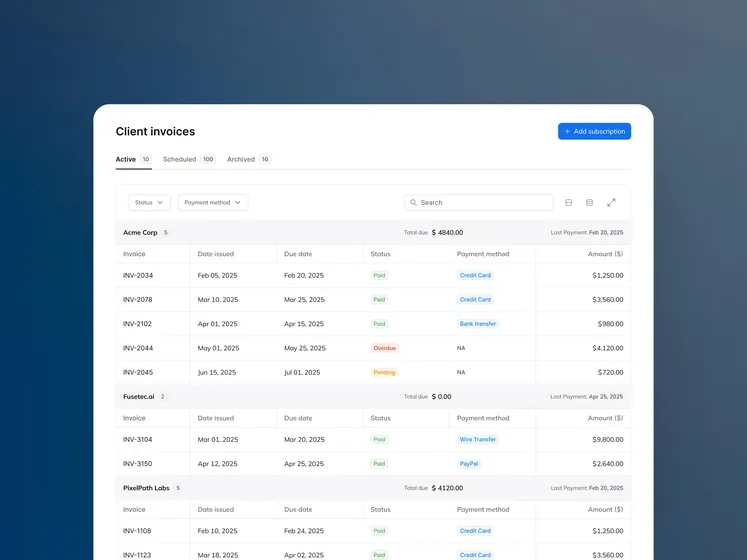 Client invoices
+ Add subscription
Active 10 Scheduled 100 Archived 10
Status Payment method Search
Acme Corp 5 Total due $ 4840.00 Last Payment: Feb 20, 2025
Invoice Date issued Due date Status Payment method Amount ($)
INV-2034 Feb 05, 2025 Feb 20, 2025 Paid Credit Card $1,250.00
INV-2078 Mar 10, 2025 Mar 25, 2025 Paid Credit Card $3,560.00
INV-2102 Apr 01, 2025 Apr 15, 2025 Paid Bank transfer $980.00
INV-2044 May 01, 2025 May 25, 2025 Overdue NA $4,120.00
INV-2045 Jun 15, 2025 Jul 01, 2025 Pending NA $720.00
Fusetec.ai 2 Total due $ 0.00 Last Payment: Apr 25, 2025
Invoice Date issued Due date Status Payment method Amount ($)
INV-3104 Mar 01, 2025 Mar 20, 2025 Paid Wire Transfer $9,800.00
INV-3150 Apr 12, 2025 Apr 25, 2025 Paid PayPal $2,640.00
PixelPath Labs 5 Total due $ 4120.00 Last Payment: Feb 20, 2025
Invoice Date issued Due date Status Payment method Amount ($)
INV-1108 Feb 10, 2025 Feb 24, 2025 Paid Credit Card $1,250.00
INV-1123 Mar 18, 2025 Apr 02, 2025 Paid Credit Card $3,560.00